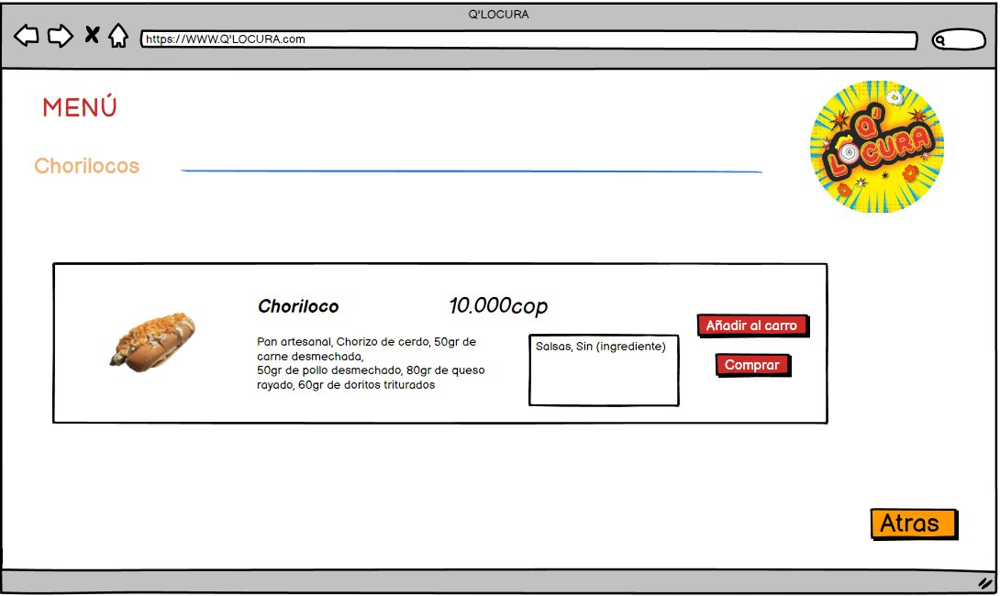 Q'LOCURA
https://WWW.Q'LOCURA.com
MENÚ
Q"
LOCURA
Chorilocos
Choriloco
10.000cop
Pan artesanal, Chorizo de cerdo, 50gr de
carne desmechada,
50gr de pollo desmechado, 80gr de queso
rayado, 60gr de doritos triturados
Salsas, Sin (ingrediente)
Añadir al carro
Comprar
Atras